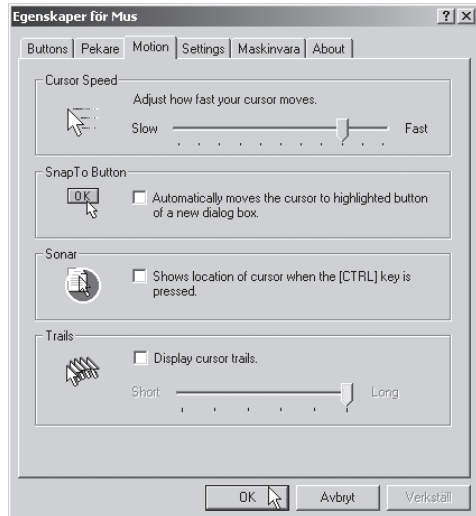 Egenskaper för Mus
Buttons Pekare Motion Settings Maskinvara About
Cursor Speed
Adjust how fast your cursor moves.
Slow Fast
SnapTo Button
OK
Automatically moves the cursor to highlighted button
of a new dialog box.
Sonar
Shows location of cursor when the [CTRL] key is
pressed.
Trails
Display cursor trails.
Short Long
OK Avbryt Verkställ